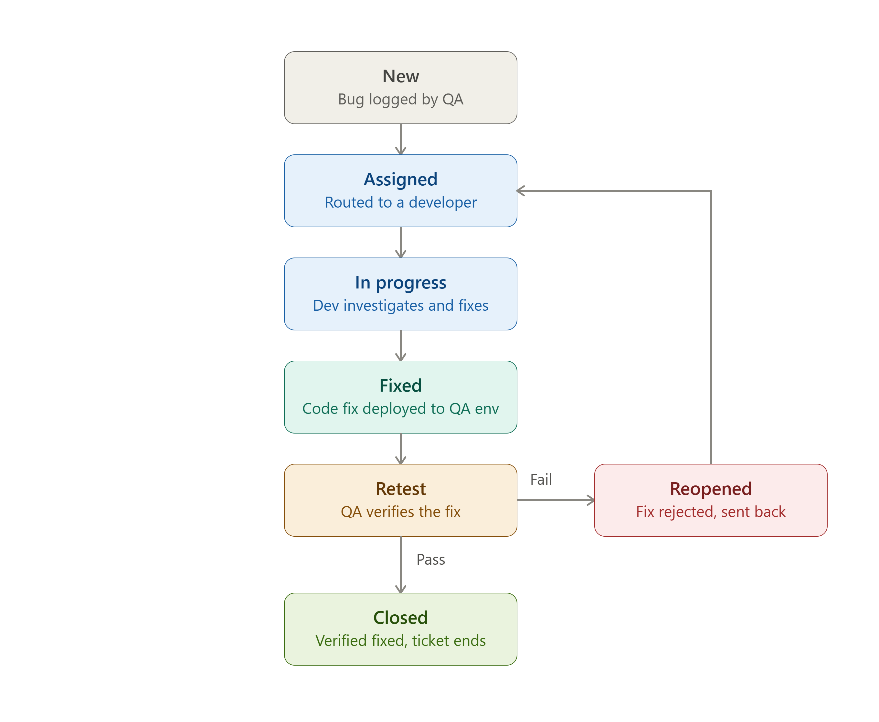 New
Bug logged by QA
Assigned
Routed to a developer
In progress
Dev investigates and fixes
Fixed
Code fix deployed to QA env
Retest
QA verifies the fix
Fail
Reopened
Fix rejected, sent back
Pass
Closed
Verified fixed, ticket ends